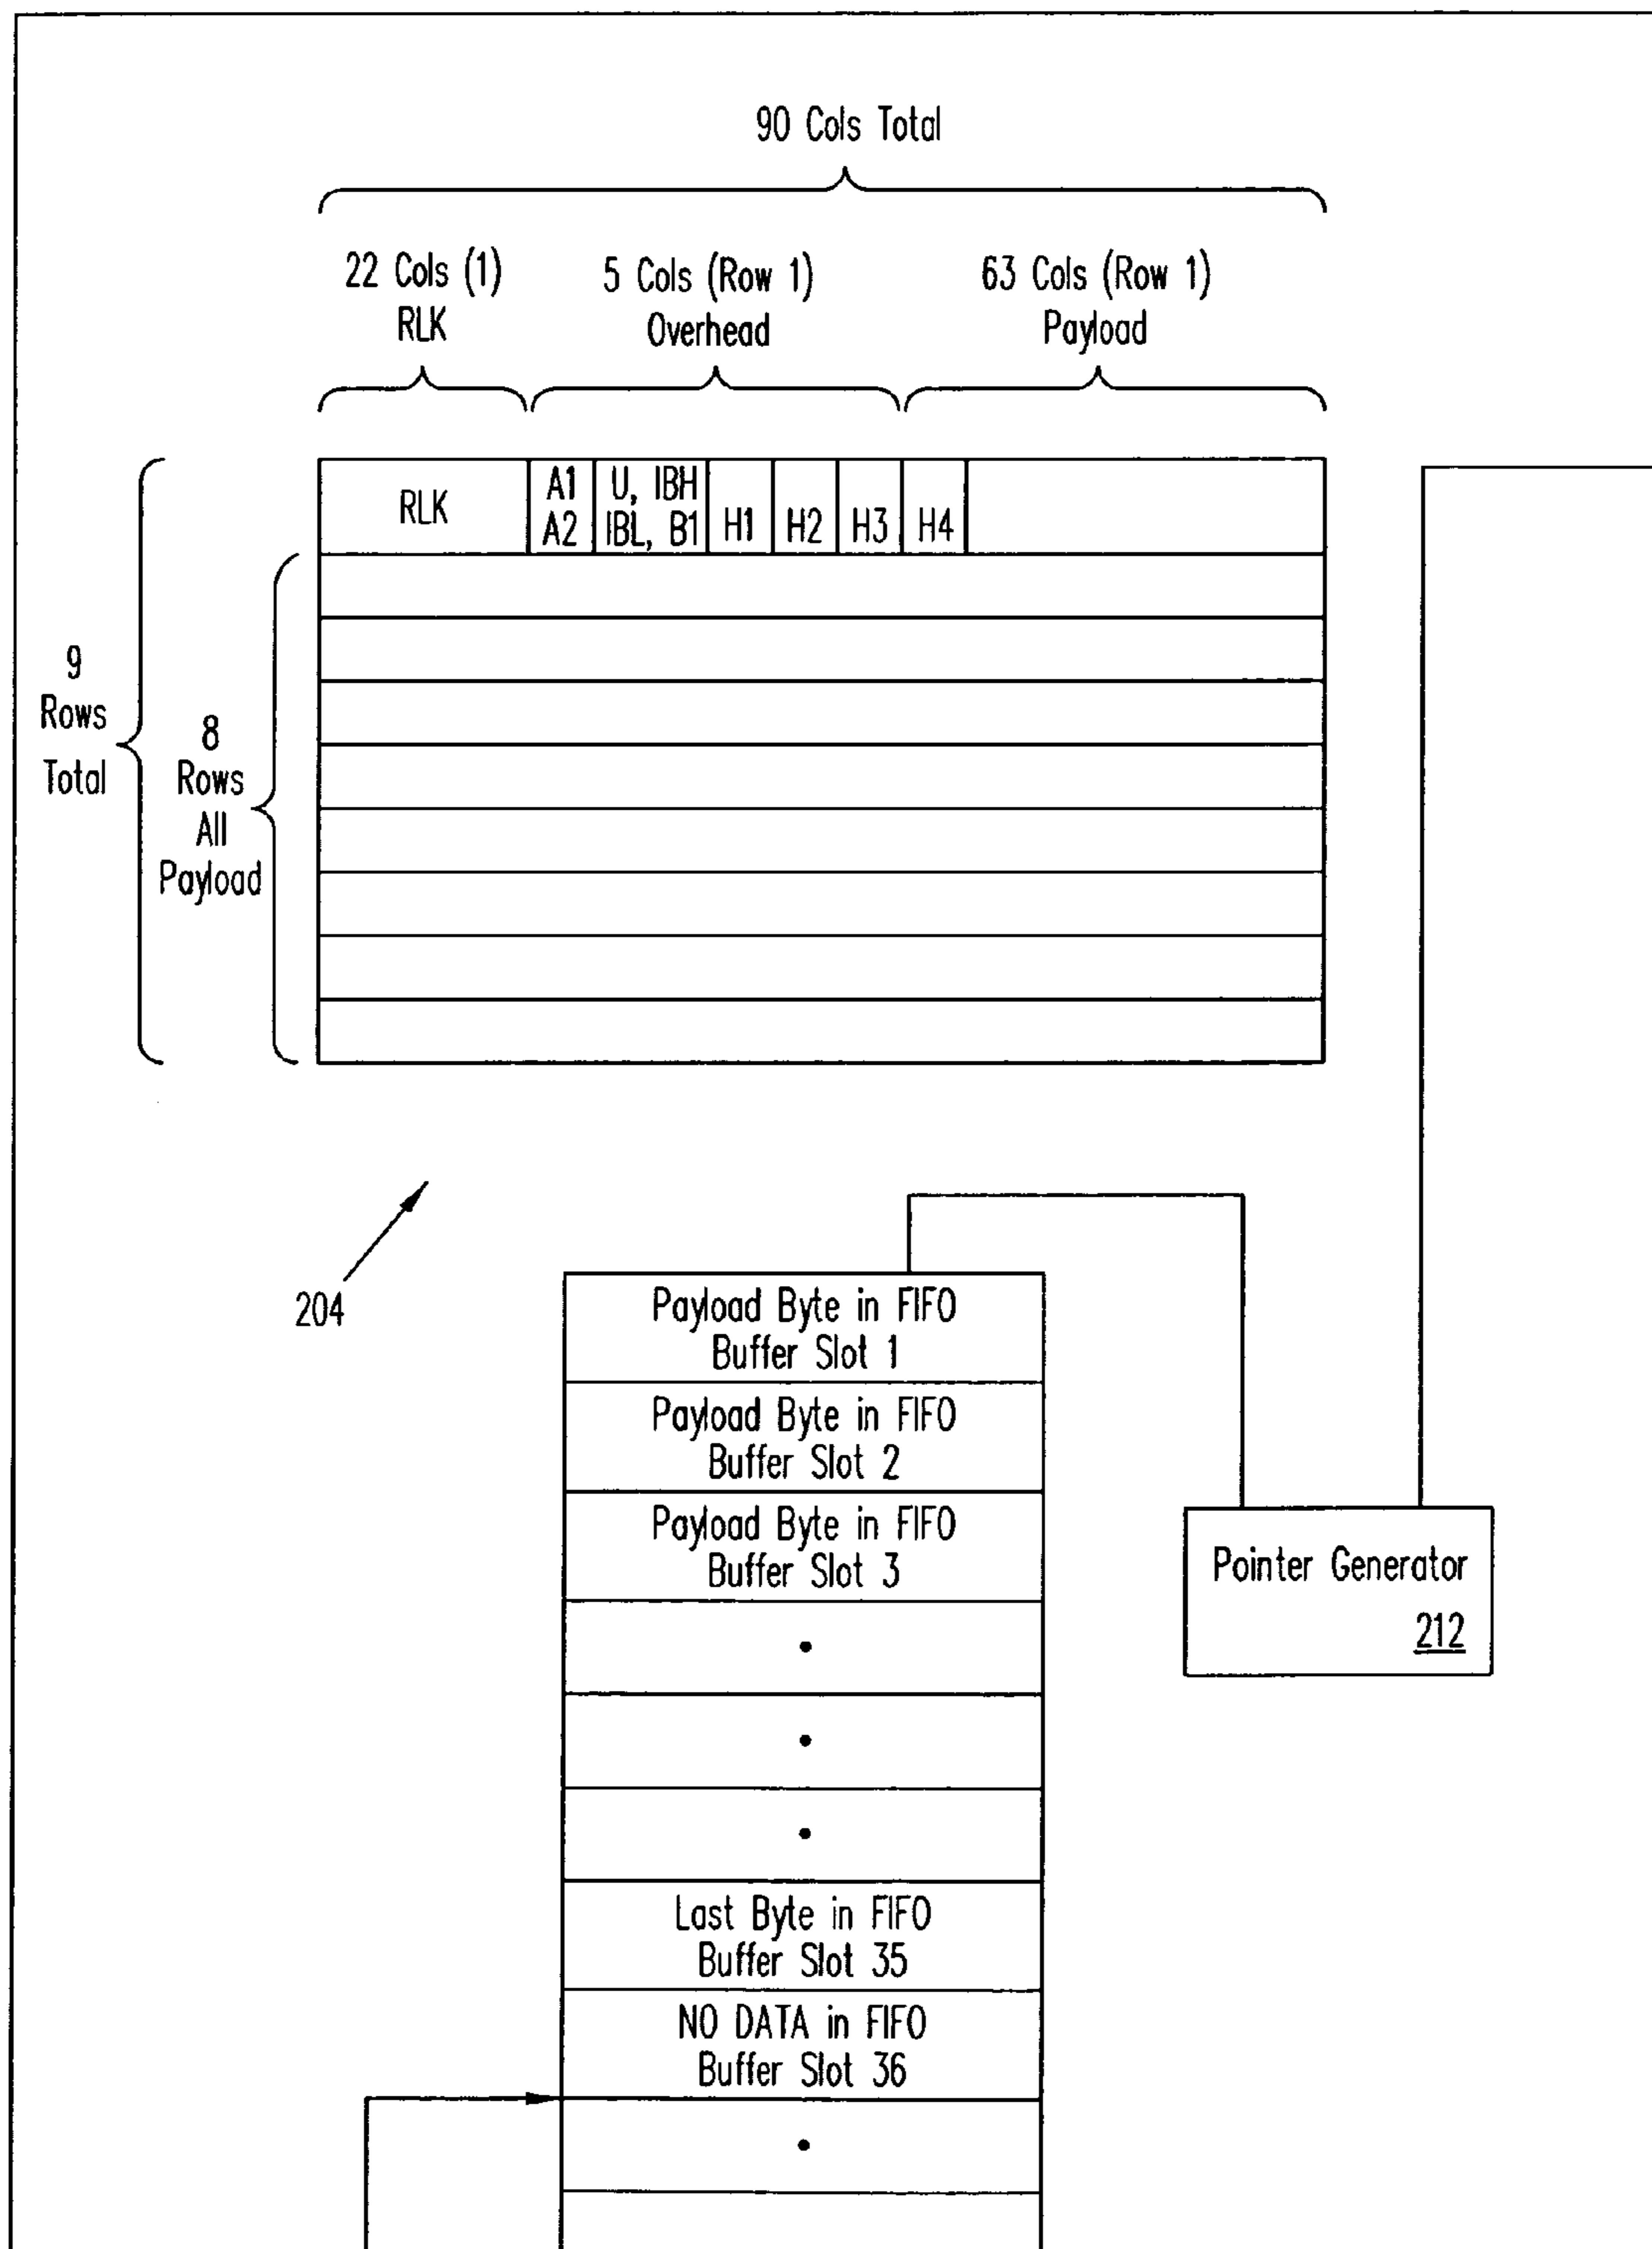 90 Cols Total
22 Cols (1)
RLK
5 Cols (Row 1)
Overhead
63 Cols (Row 1)
Payload
RLK
A1
A2
U, IBH
IBL, B1
H1
H2
H3
H4
9
Rows
Total
8
Rows
All
Payload
204
Payload Byte in FIFO
Buffer Slot 1
Payload Byte in FIFO
Buffer Slot 2
Payload Byte in FIFO
Buffer Slot 3
Pointer Generator
212
Last Byte in FIFO
Buffer Slot 35
NO DATA in FIFO
Buffer Slot 36